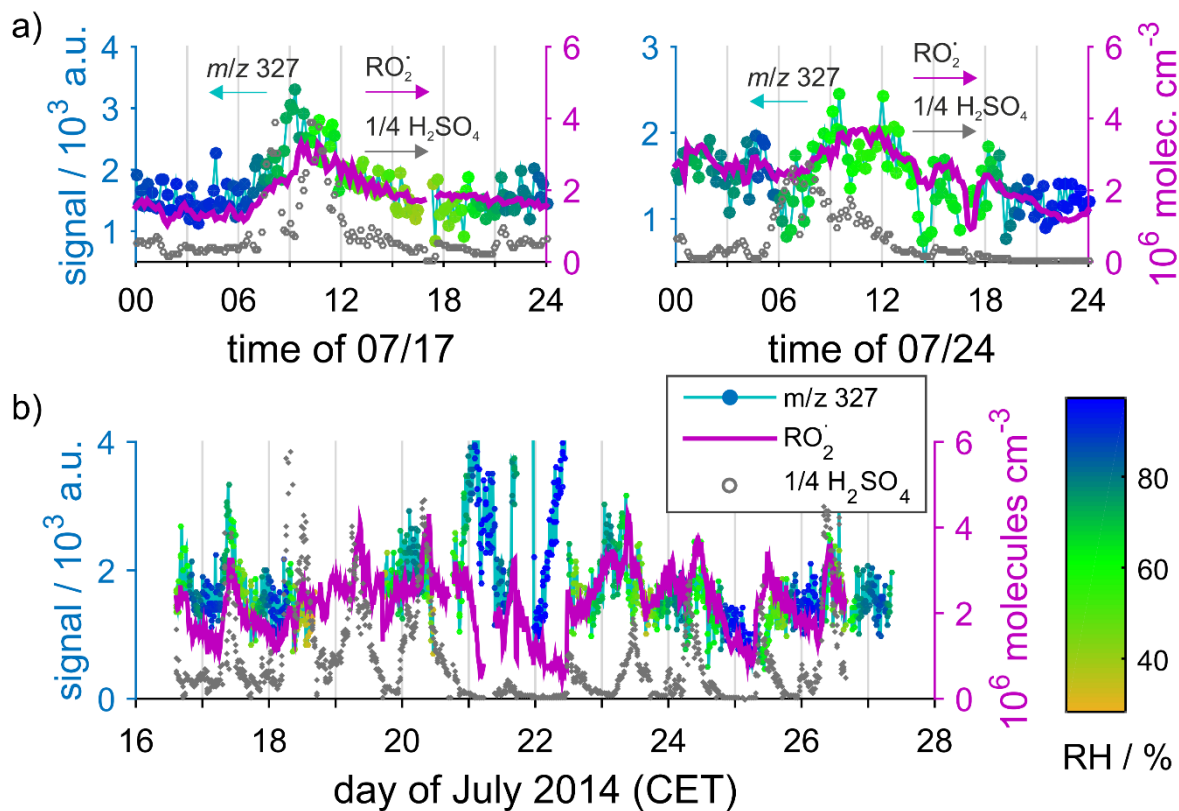 a)
signal / 10³ a.u.
4
3
2
1
m/z 327
RO₂˙
1/4 H₂SO₄
6
4
2
0
00 06 12 18 24
time of 07/17
3
2
1
m/z 327
RO₂˙
1/4 H₂SO₄
6
4
2
0
10⁶ molec. cm⁻³
00 06 12 18 24
time of 07/24
b)
signal / 10³ a.u.
4
2
0
m/z 327
RO₂˙
1/4 H₂SO₄
6
4
2
0
10⁶ molecules cm⁻³
16 18 20 22 24 26 28
day of July 2014 (CET)
80
60
40
RH / %